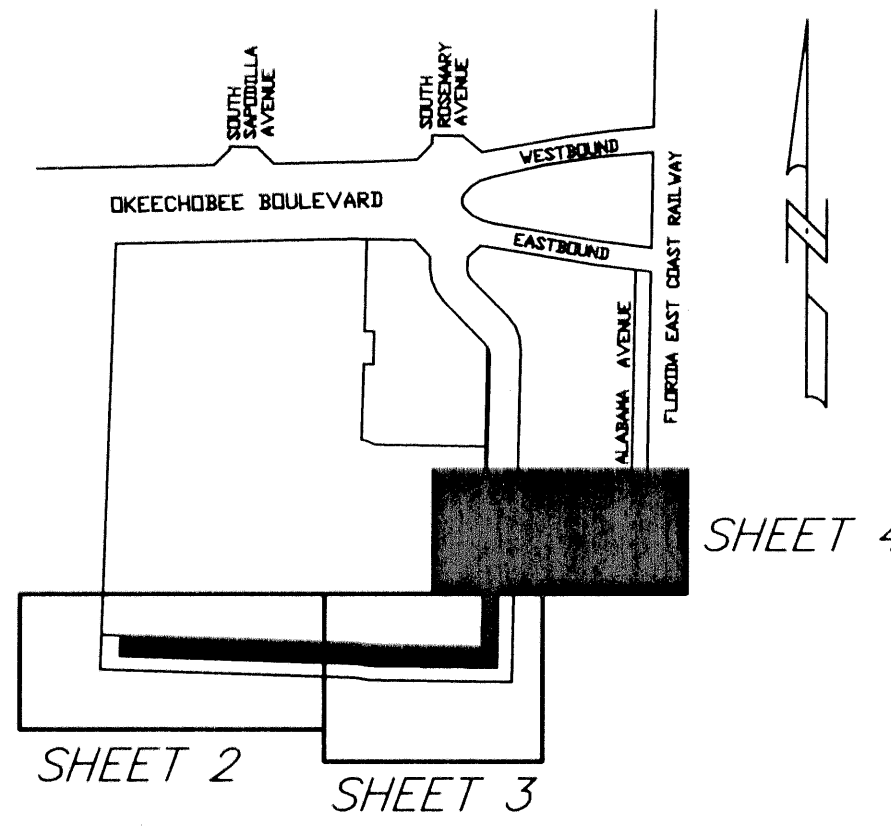 SOUTH
SAPODILLA
AVENUE
SOUTH
ROSEMARY
AVENUE
WESTBOUND
OKEECHOBEE BOULEVARD
EASTBOUND
FLORIDA EAST COAST RAILWAY
ALABAMA AVENUE
SHEET 4
SHEET 2
SHEET 3